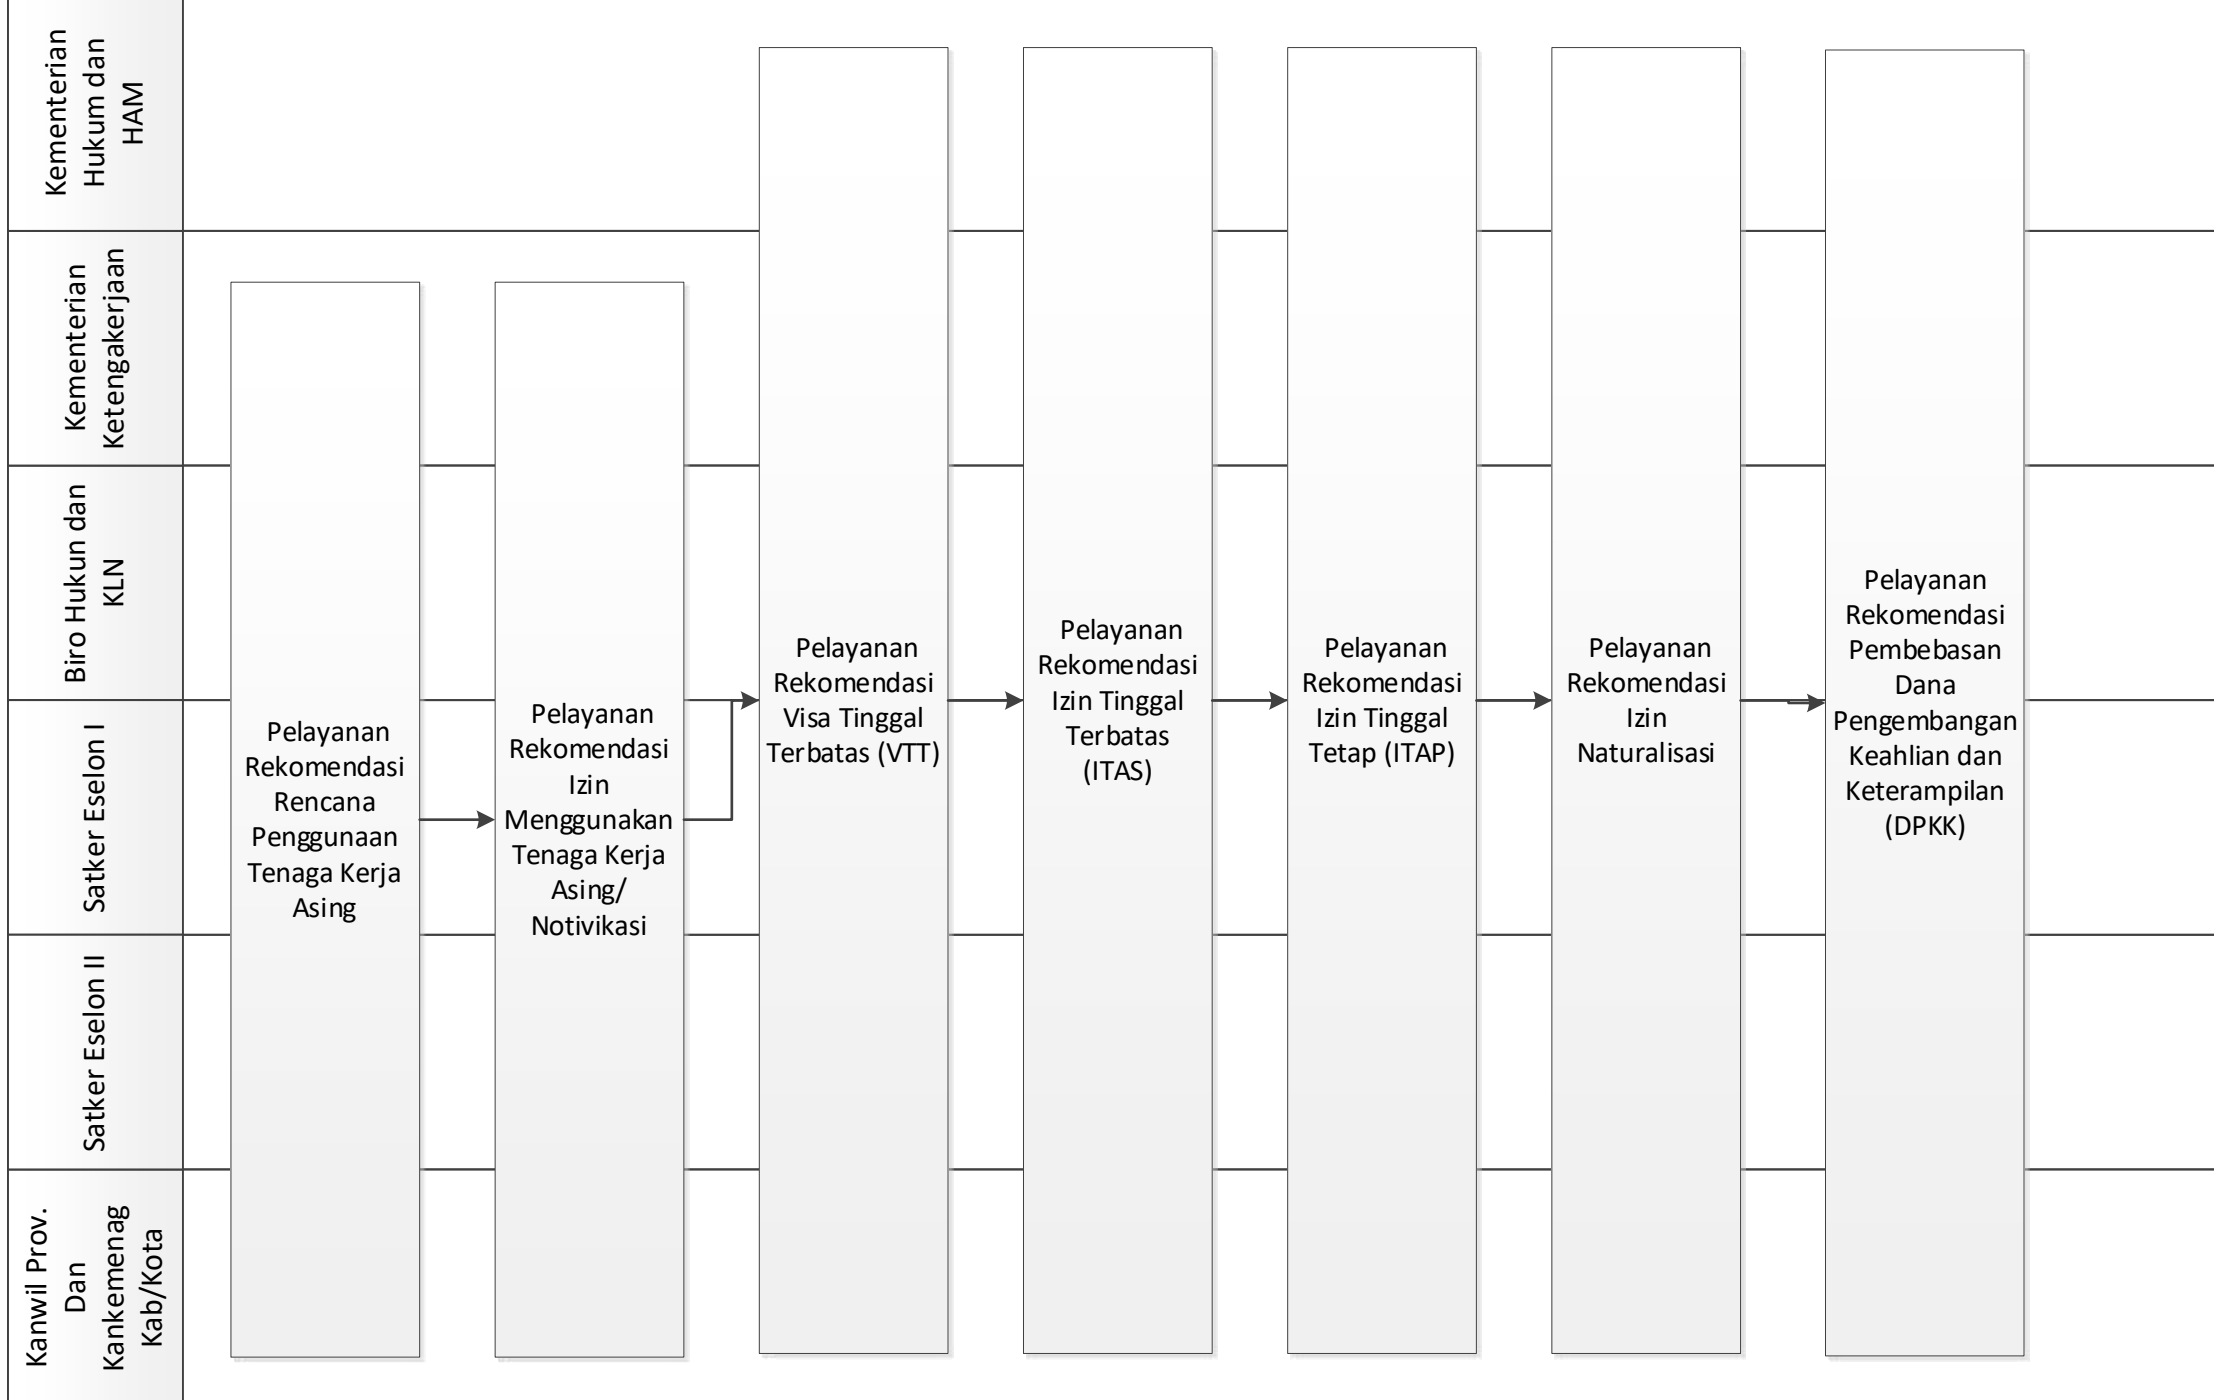 Kementerian
Hukum dan
HAM
Kementerian
Ketengakerjaan
Biro Hukun dan
KLN
Satker Eselon I
Satker Eselon II
Kanwil Prov.
Dan
Kankemenag
Kab/Kota
Pelayanan
Rekomendasi
Rencana
Penggunaan
Tenaga Kerja
Asing
Pelayanan
Rekomendasi
Izin
Menggunakan
Tenaga Kerja
Asing/
Notivikasi
Pelayanan
Rekomendasi
Visa Tinggal
Terbatas (VTT)
Pelayanan
Rekomendasi
Izin Tinggal
Terbatas
(ITAS)
Pelayanan
Rekomendasi
Izin Tinggal
Tetap (ITAP)
Pelayanan
Rekomendasi
Izin
Naturalisasi
Pelayanan
Rekomendasi
Pembebasan
Dana
Pengembangan
Keahlian dan
Keterampilan
(DPKK)